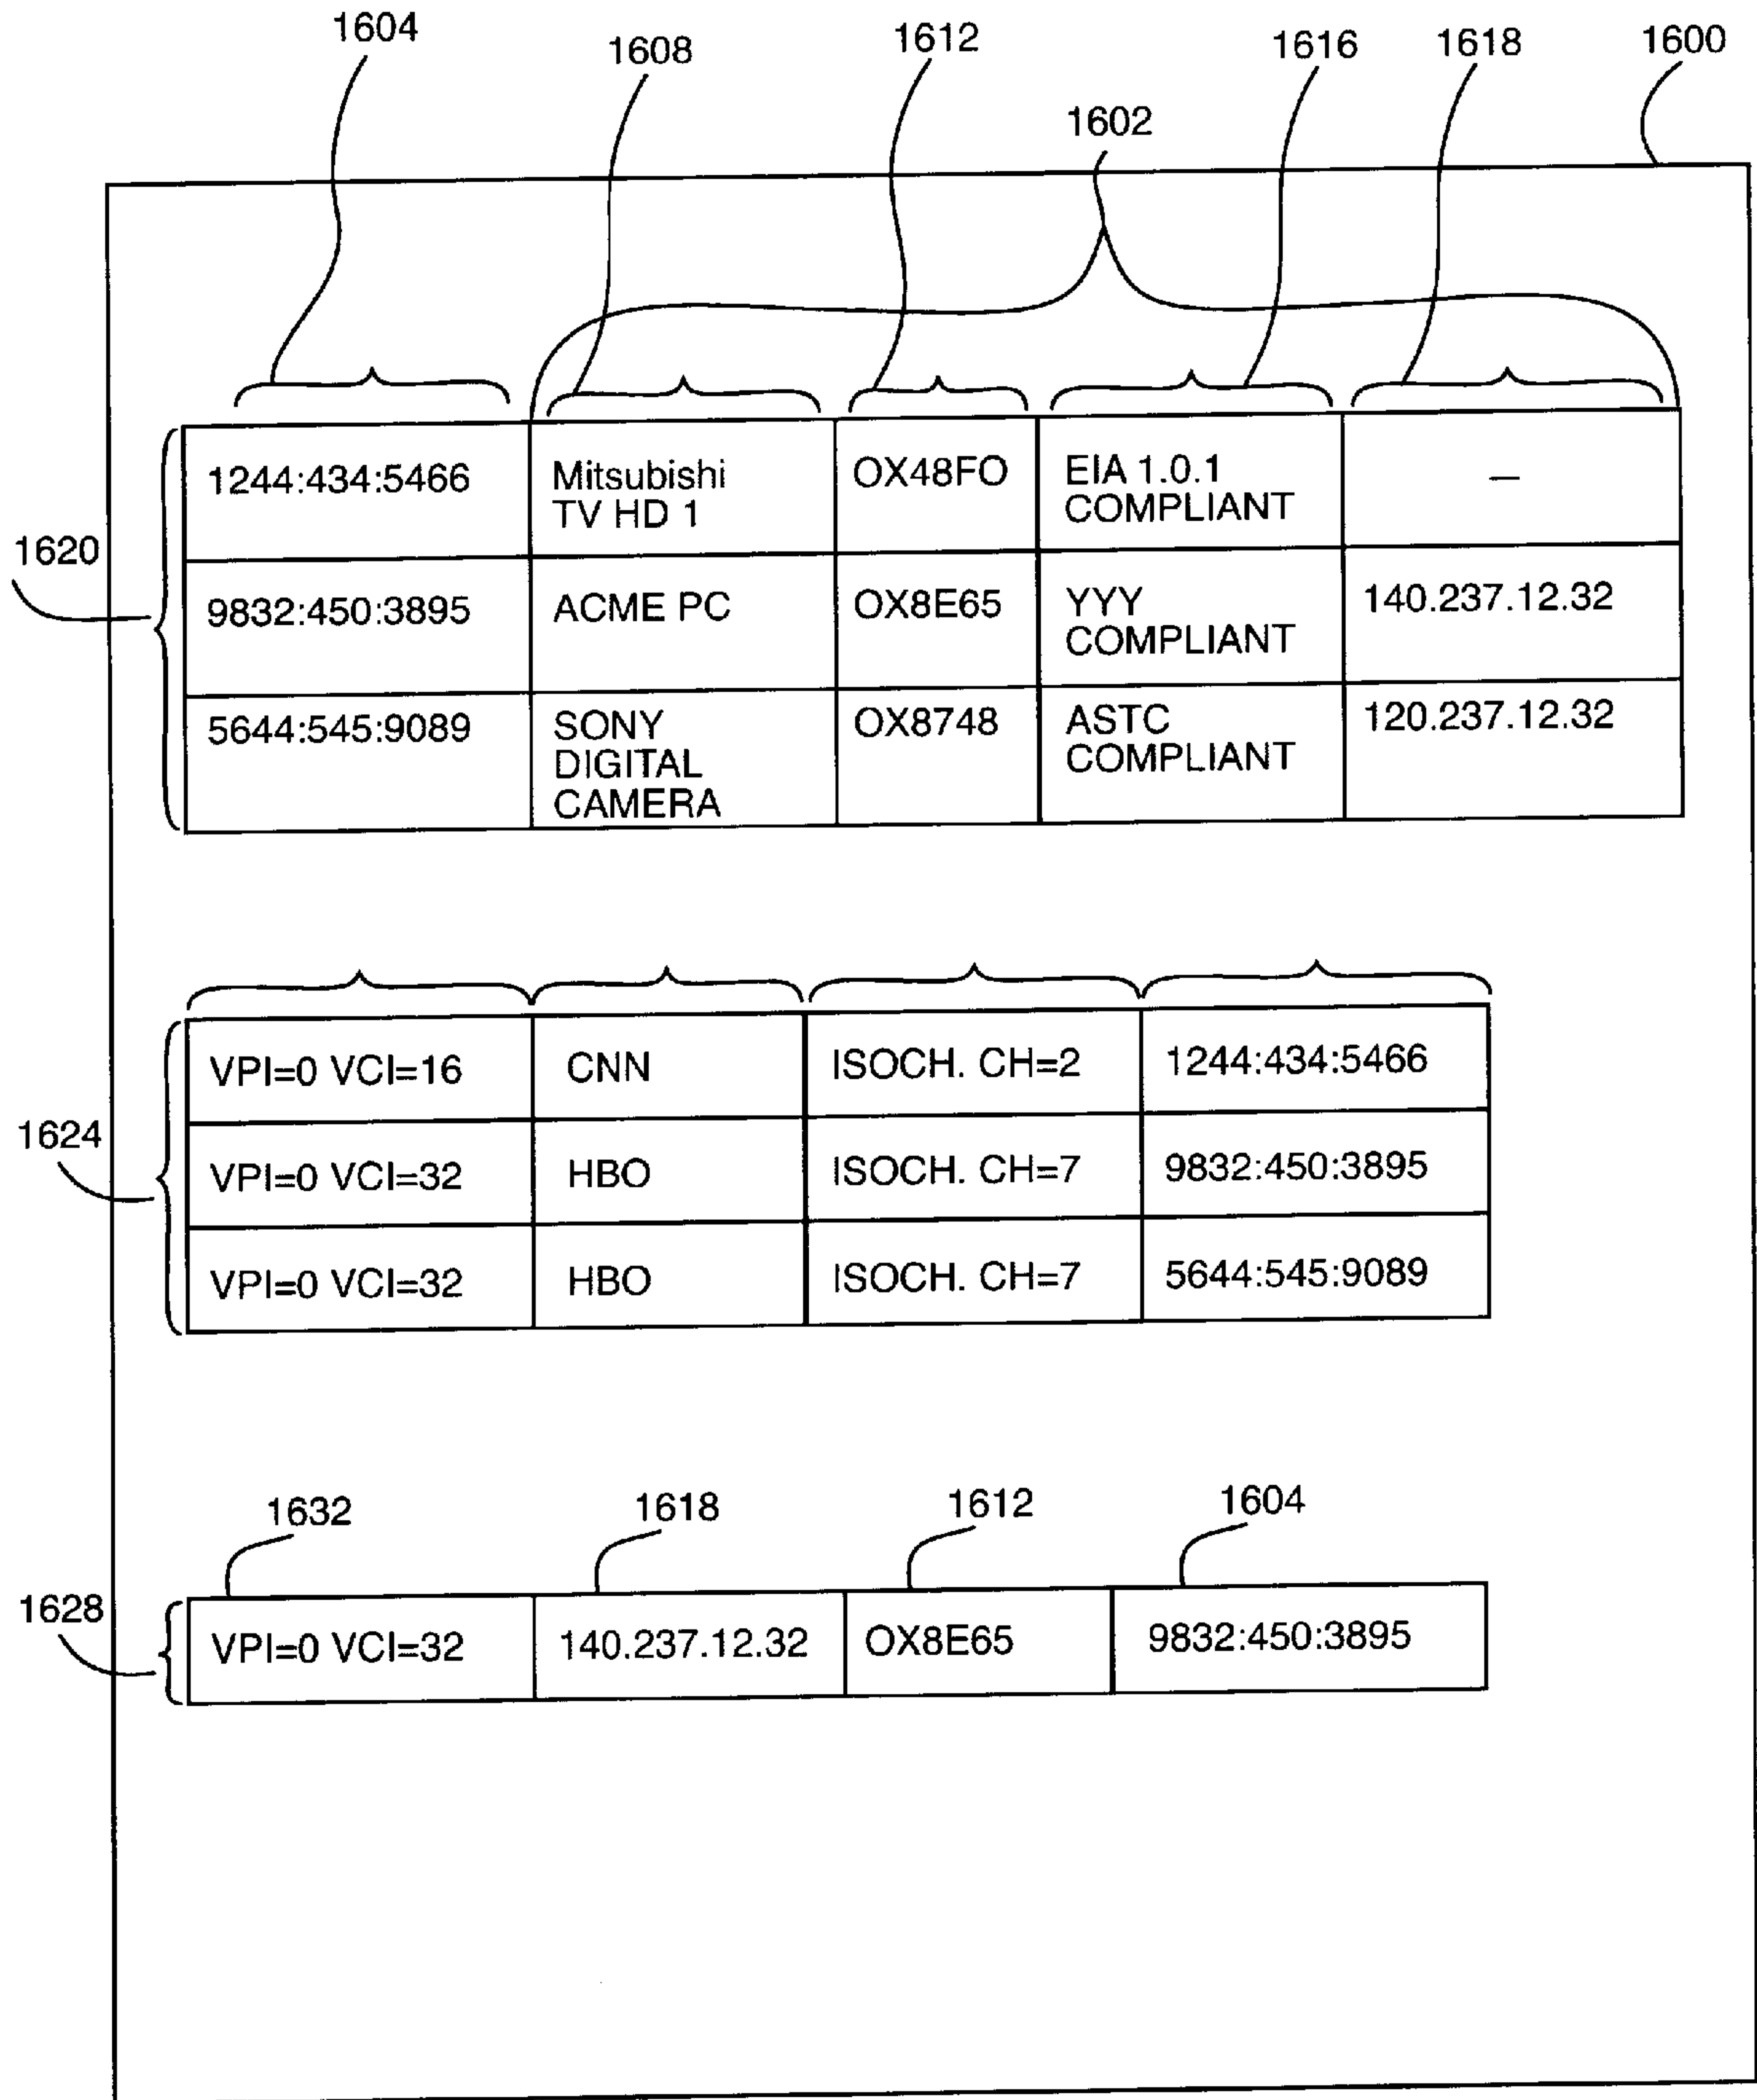 1604 1608 1612 1616 1618 1600
1602
1620
1244:434:5466 Mitsubishi TV HD 1 OX48FO EIA 1.0.1 COMPLIANT —
9832:450:3895 ACME PC OX8E65 YYY COMPLIANT 140.237.12.32
5644:545:9089 SONY DIGITAL CAMERA OX8748 ASTC COMPLIANT 120.237.12.32
1624
VPI=0 VCI=16 CNN ISOCH. CH=2 1244:434:5466
VPI=0 VCI=32 HBO ISOCH. CH=7 9832:450:3895
VPI=0 VCI=32 HBO ISOCH. CH=7 5644:545:9089
1632 1618 1612 1604
1628
VPI=0 VCI=32 140.237.12.32 OX8E65 9832:450:3895